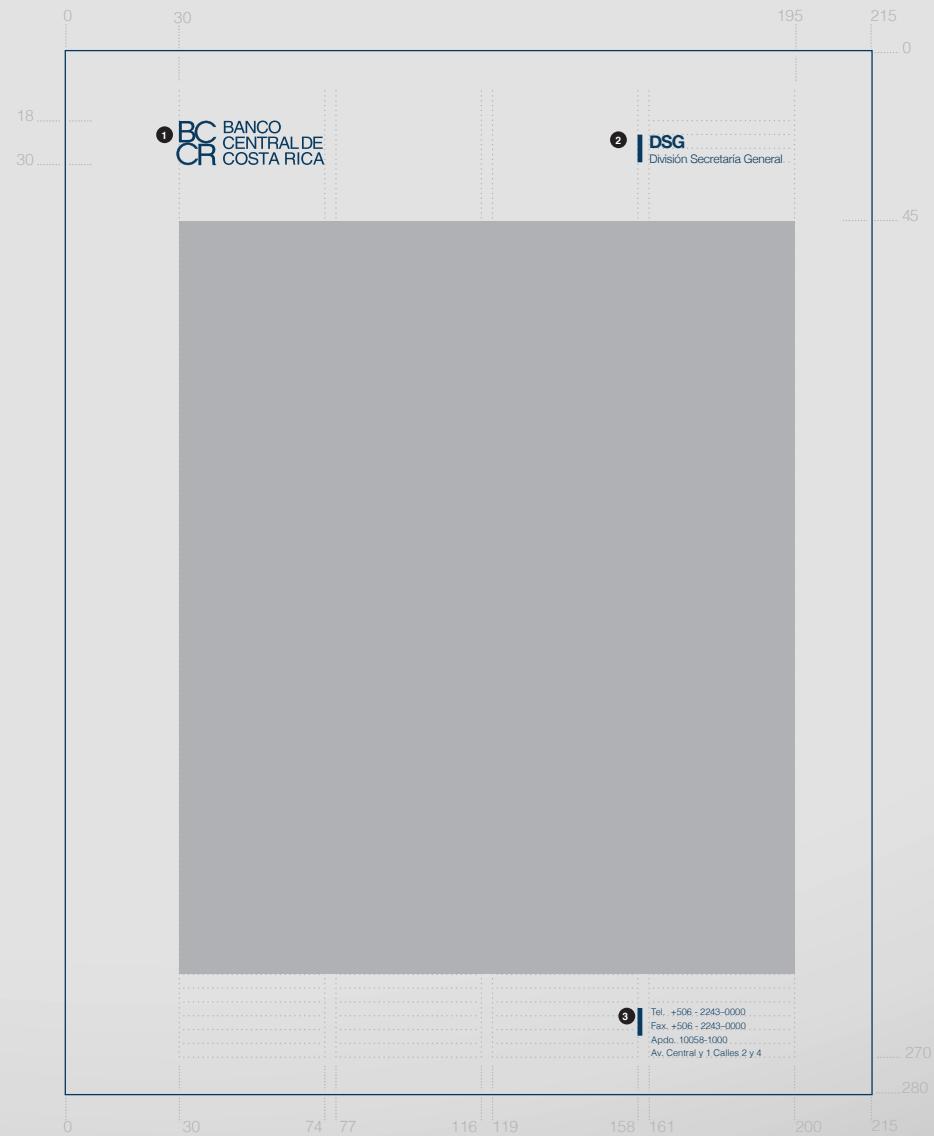 0 30 195 215
0
18
1 BC BANCO
CENTRAL DE
CR COSTA RICA
2 DSG
División Secretaría General
30
45
3 Tel. +506 - 2243-0000
Fax. +506 - 2243-0000
Apdo. 10058-1000
Av. Central y 1 Calles 2 y 4
270
280
0 30 74 77 116 119 158 161 200 215